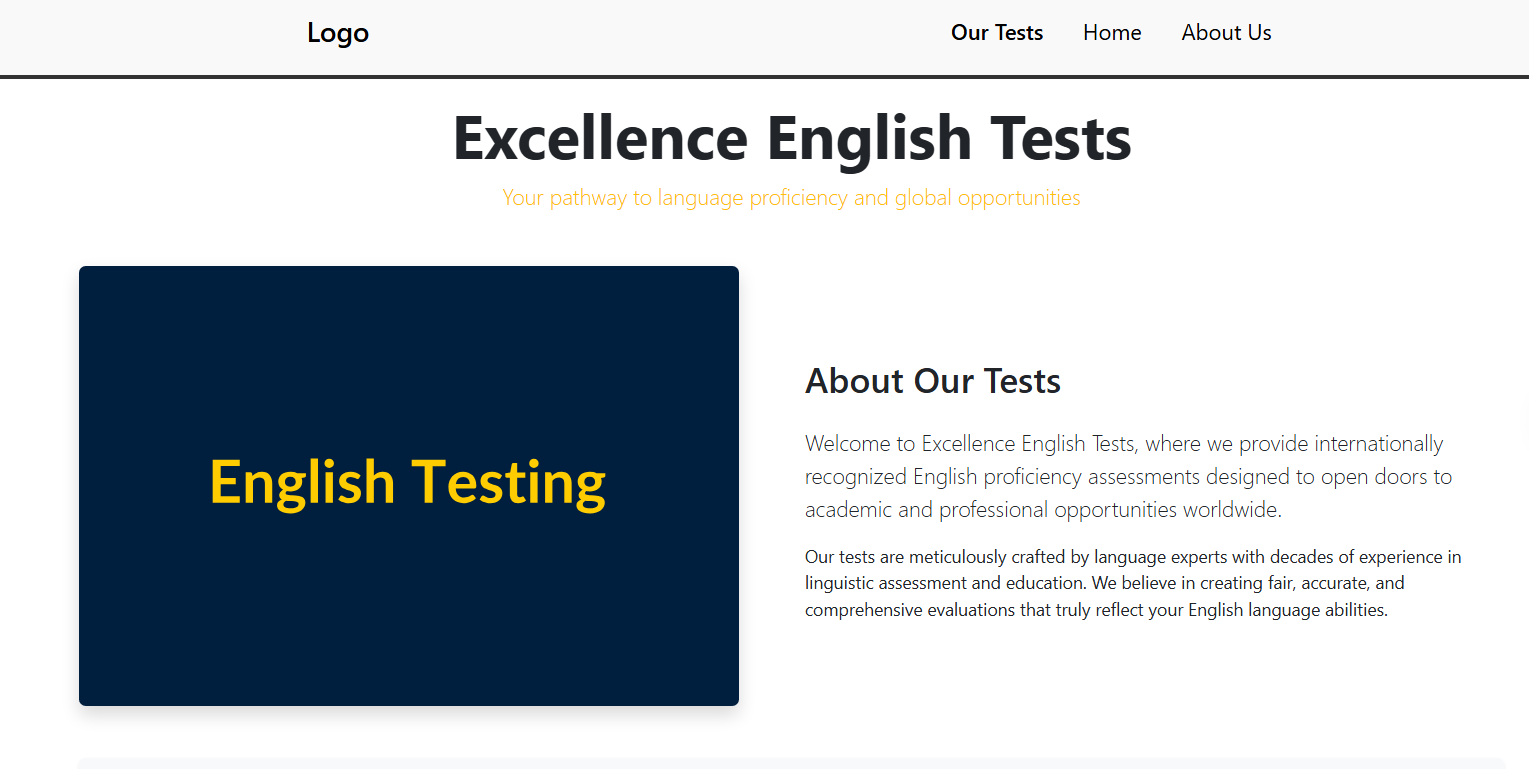 Logo
Our Tests Home About Us
Excellence English Tests
Your pathway to language proficiency and global opportunities
English Testing
About Our Tests
Welcome to Excellence English Tests, where we provide internationally
recognized English proficiency assessments designed to open doors to
academic and professional opportunities worldwide.
Our tests are meticulously crafted by language experts with decades of experience in
linguistic assessment and education. We believe in creating fair, accurate, and
comprehensive evaluations that truly reflect your English language abilities.